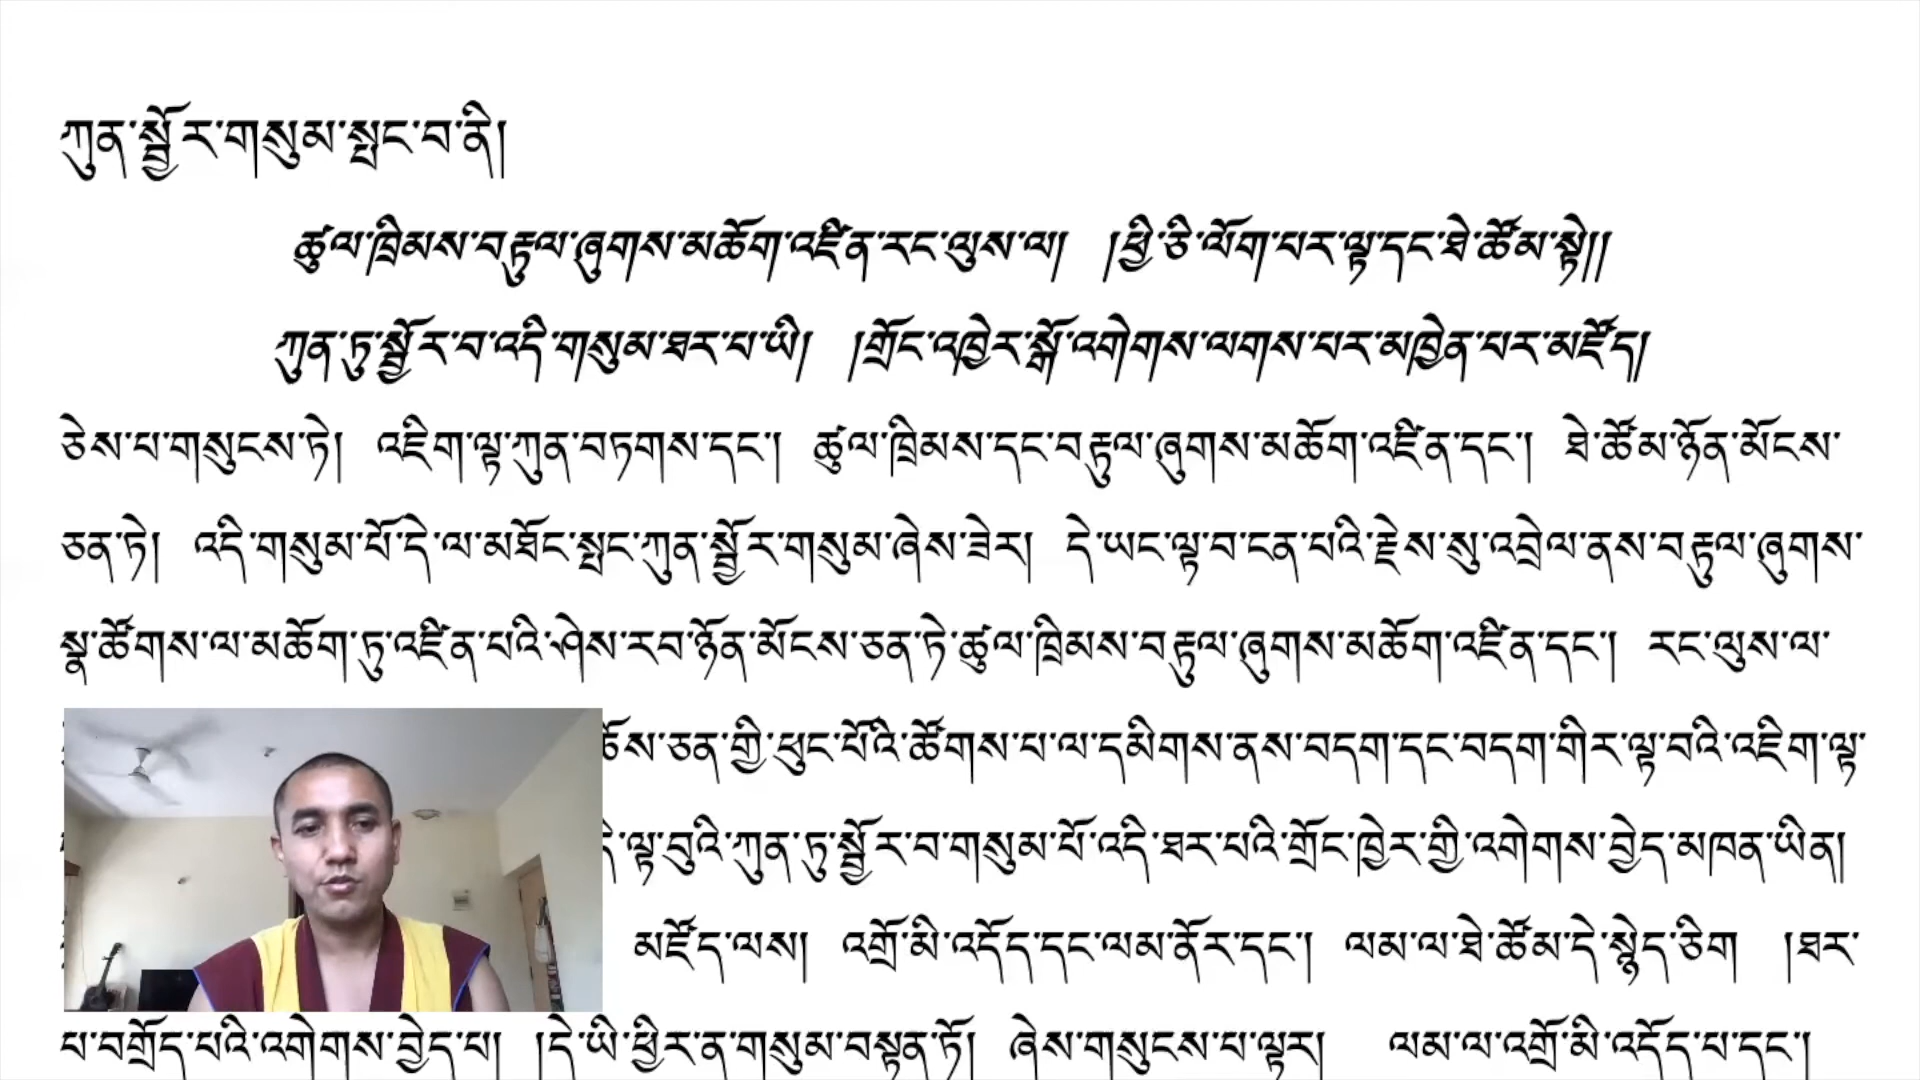 ཀུན་སྦྱོར་གསུམ་སྤང་བ་ནི།
ཚུལ་ཁྲིམས་བརྟུལ་ཞུགས་མཆོག་འཛིན་རང་ལུས་ལ། །ཕྱི་ཅི་ལོག་པར་ལྟ་དང་ཐེ་ཚོམ་སྟེ།།
ཀུན་ཏུ་སྦྱོར་བ་འདི་གསུམ་ཐར་པ་ཡི། །གྲོང་འཁྱེར་སྒོ་འགེགས་ལགས་པར་མཁྱེན་པར་མཛོད།
ཅེས་པ་གསུངས་ཏེ། འཇིག་ལྟ་ཀུན་བཏགས་དང་། ཚུལ་ཁྲིམས་དང་བརྟུལ་ཞུགས་མཆོག་འཛིན་དང་། ཐེ་ཚོམ་ཉོན་མོངས་
ཅན་ཏེ། འདི་གསུམ་པོ་དེ་ལ་མཐོང་སྤང་ཀུན་སྦྱོར་གསུམ་ཞེས་ཟེར། དེ་ཡང་ལྟ་བ་ངན་པའི་རྗེས་སུ་འབྲེལ་ནས་བརྟུལ་ཞུགས་
སྣ་ཚོགས་ལ་མཆོག་ཏུ་འཛིན་པའི་ཤེས་རབ་ཉོན་མོངས་ཅན་ཏེ་ཚུལ་ཁྲིམས་བརྟུལ་ཞུགས་མཆོག་འཛིན་དང་། རང་ལུས་ལ་
ཆོས་ཅན་གྱི་ཕུང་པོའི་ཚོགས་པ་ལ་དམིགས་ནས་བདག་དང་བདག་གིར་ལྟ་བའི་འཇིག་ལྟ་
དེ་ལྟ་བུའི་ཀུན་ཏུ་སྦྱོར་བ་གསུམ་པོ་འདི་ཐར་པའི་གྲོང་ཁྱེར་གྱི་འགེགས་བྱེད་མཁན་ཡིན།
མཛོད་ལས། འགྲོ་མི་འདོད་དང་ལམ་ནོར་དང་། ལམ་ལ་ཐེ་ཚོམ་དེ་སྙེད་ཅིག །ཐར་
པ་བགྲོད་པའི་འགེགས་བྱེད་པ། །དེ་ཡི་ཕྱིར་ན་གསུམ་བསྟན་ཏོ། ཞེས་གསུངས་པ་ལྟར། ལམ་ལ་འགྲོ་མི་འདོད་པ་དང་།